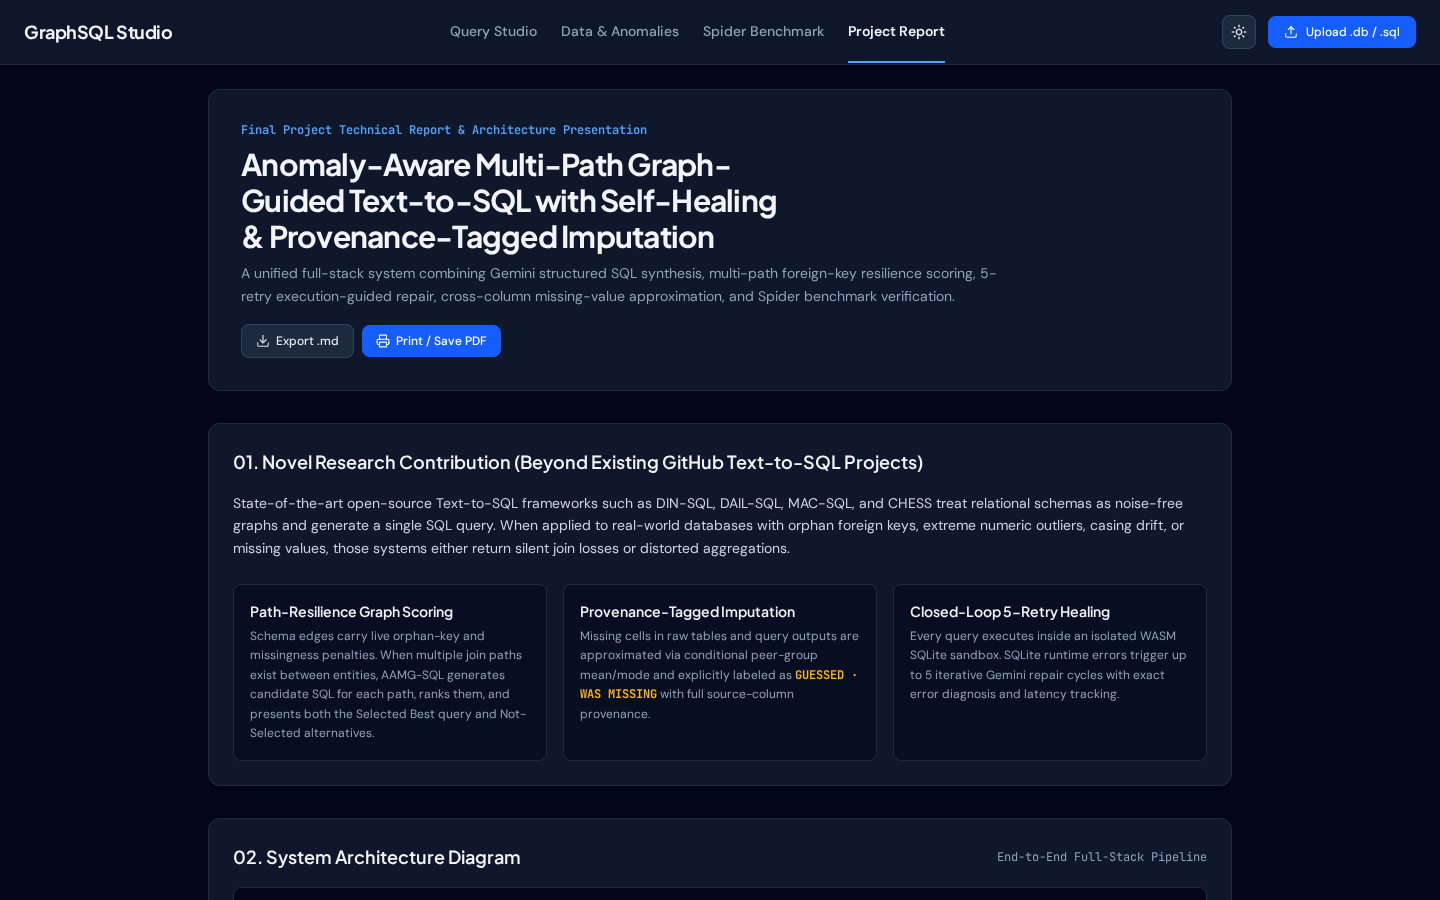 GraphSQL Studio
Query Studio
Data & Anomalies
Spider Benchmark
Project Report
Upload .db / .sql
Final Project Technical Report & Architecture Presentation
Anomaly-Aware Multi-Path Graph-
Guided Text-to-SQL with Self-Healing
& Provenance-Tagged Imputation
A unified full-stack system combining Gemini structured SQL synthesis, multi-path foreign-key resilience scoring, 5-
retry execution-guided repair, cross-column missing-value approximation, and Spider benchmark verification.
Export .md
Print / Save PDF
01. Novel Research Contribution (Beyond Existing GitHub Text-to-SQL Projects)
State-of-the-art open-source Text-to-SQL frameworks such as DIN-SQL, DAIL-SQL, MAC-SQL, and CHESS treat relational schemas as noise-free
graphs and generate a single SQL query. When applied to real-world databases with orphan foreign keys, extreme numeric outliers, casing drift, or
missing values, those systems either return silent join losses or distorted aggregations.
Path-Resilience Graph Scoring
Schema edges carry live orphan-key and
missingness penalties. When multiple join paths
exist between entities, AAMG-SQL generates
candidate SQL for each path, ranks them, and
presents both the Selected Best query and Not-
Selected alternatives.
Provenance-Tagged Imputation
Missing cells in raw tables and query outputs are
approximated via conditional peer-group
mean/mode and explicitly labeled as GUESSED ·
WAS MISSING with full source-column
provenance.
Closed-Loop 5-Retry Healing
Every query executes inside an isolated WASM
SQLite sandbox. SQLite runtime errors trigger up
to 5 iterative Gemini repair cycles with exact
error diagnosis and latency tracking.
02. System Architecture Diagram
End-to-End Full-Stack Pipeline